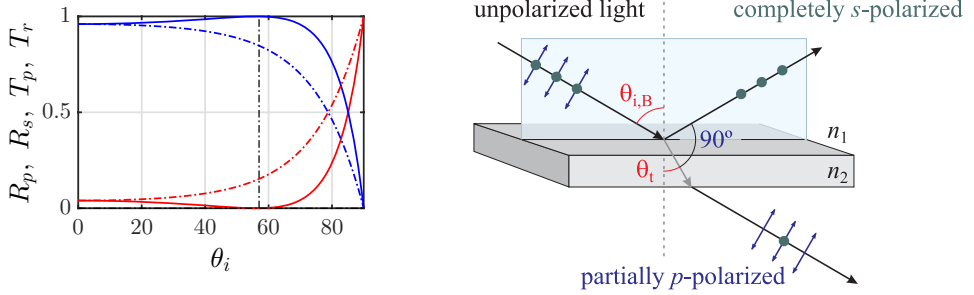 R_p, R_s, T_p, T_r
1
0.5
0
0 20 40 60 80
θ_i
unpolarized light
completely s-polarized
θ_i,B
90º
n_1
θ_t
n_2
partially p-polarized